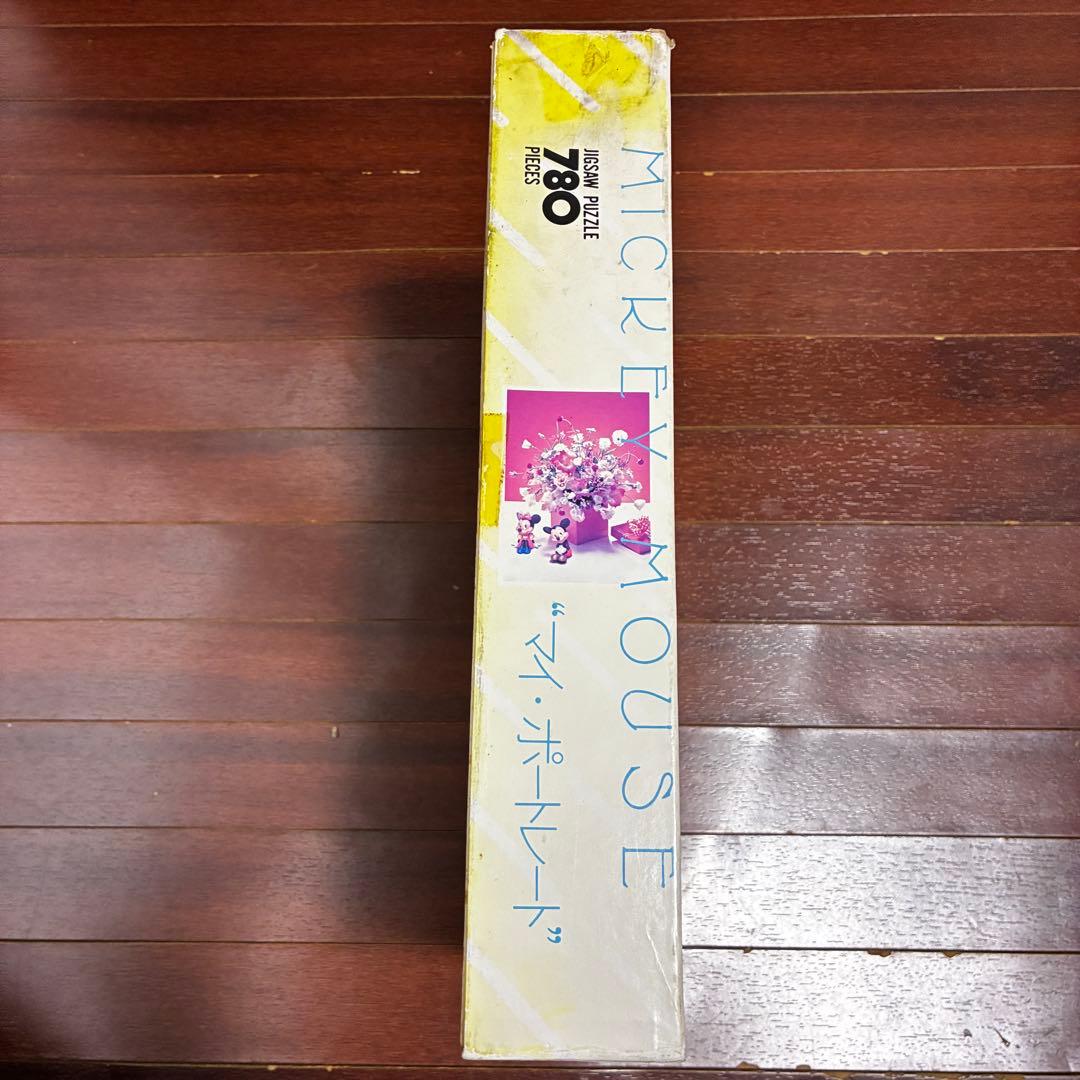 MICKEY MOUSE
JIGSAW PUZZLE
780
PIECES
“マイ・ポートレート”